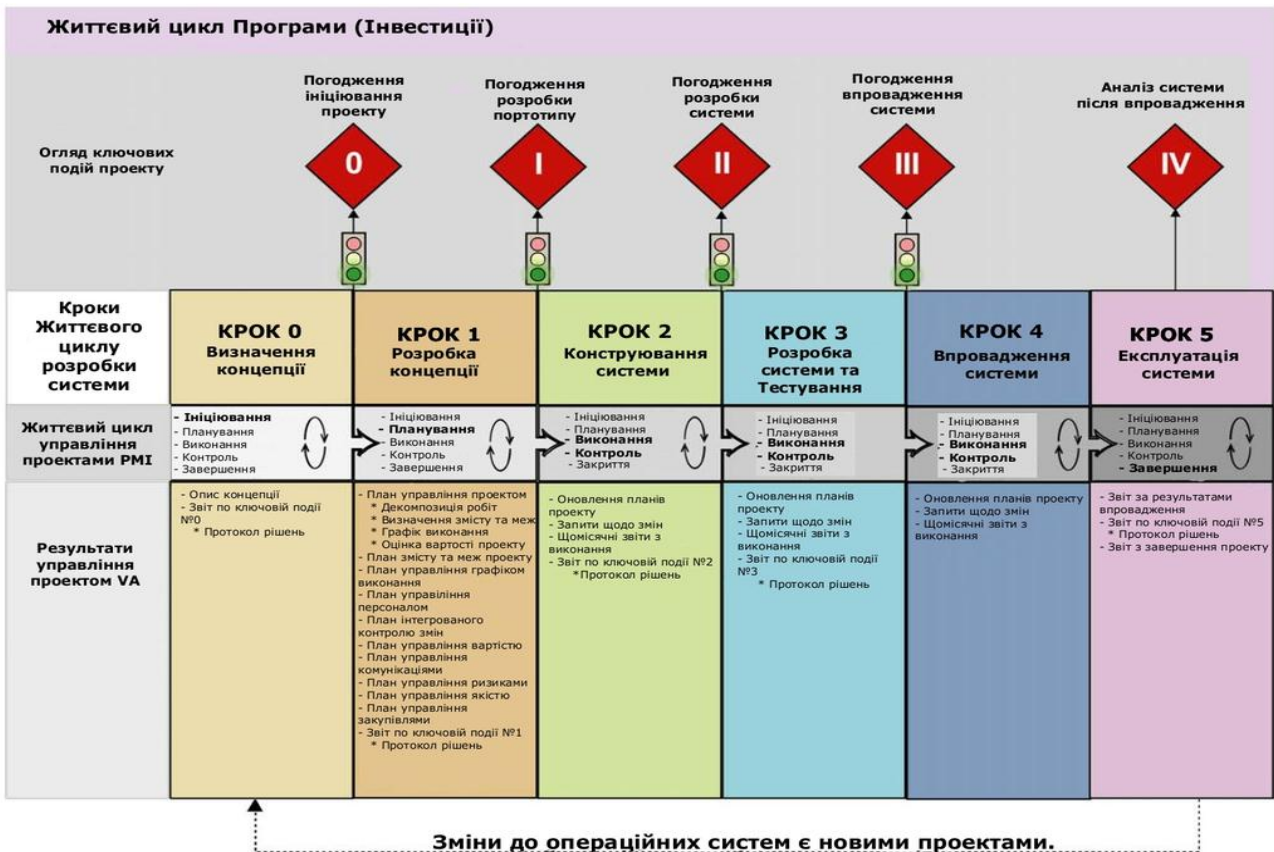 Життєвий цикл Програми (Інвестиції)
Погодження
ініціювання
проекту
Погодження
розробки
портотипу
Погодження
розробки
системи
Погодження
впровадження
системи
Аналіз системи
після впровадження
Огляд ключових
подій проекту
0
I
II
III
IV
Кроки
Життєвого
циклу
розробки
системи
КРОК 0
Визначення
концепції
КРОК 1
Розробка
концепції
КРОК 2
Конструювання
системи
КРОК 3
Розробка
системи та
Тестування
КРОК 4
Впровадження
системи
КРОК 5
Експлуатація
системи
Життєвий цикл
управління
проектами PMI
- Ініціювання
- Планування
- Виконання
- Контроль
- Завершення
- Ініціювання
- Планування
- Виконання
- Контроль
- Завершення
- Ініціювання
- Планування
- Виконання
- Контроль
- Закриття
- Ініціювання
- Планування
- Виконання
- Контроль
- Закриття
- Ініціювання
- Планування
- Виконання
- Контроль
- Закриття
- Ініціювання
- Планування
- Виконання
- Контроль
- Завершення
Результати
управління
проектом VA
- Опис концепції
- Звіт по ключовій події
№0
* Протокол рішень
- План управління проектом
* Декомпозиція робіт
* Визначення змісту та меж
* Графік виконання
* Оцінка вартості проекту
- План змісту та меж проекту
- План управління графіком
виконання
- План управіління
персоналом
- План інтегрованого
контролю змін
- План управління вартістю
- План управління
комунікаціями
- План управління ризиками
- План управління якістю
- План управління
закупівлями
- Звіт по ключовій події №1
* Протокол рішень
- Оновлення планів
проекту
- Запити щодо змін
- Щомісячні звіти з
виконання
- Звіт по ключовій події №2
*Протокол рішень
- Оновлення планів
проекту
- Запити щодо змін
- Щомісячні звіти з
виконання
- Звіт по ключовій події
№3
* Протокол рішень
- Оновлення планів проекту
- Запити щодо змін
- Щомісячні звіти з
виконання
- Звіт за результатами
впровадження
- Звіт по ключовій події №5
* Протокол рішень
- Звіт з завершення проекту
Зміни до операційних систем є новими проектами.